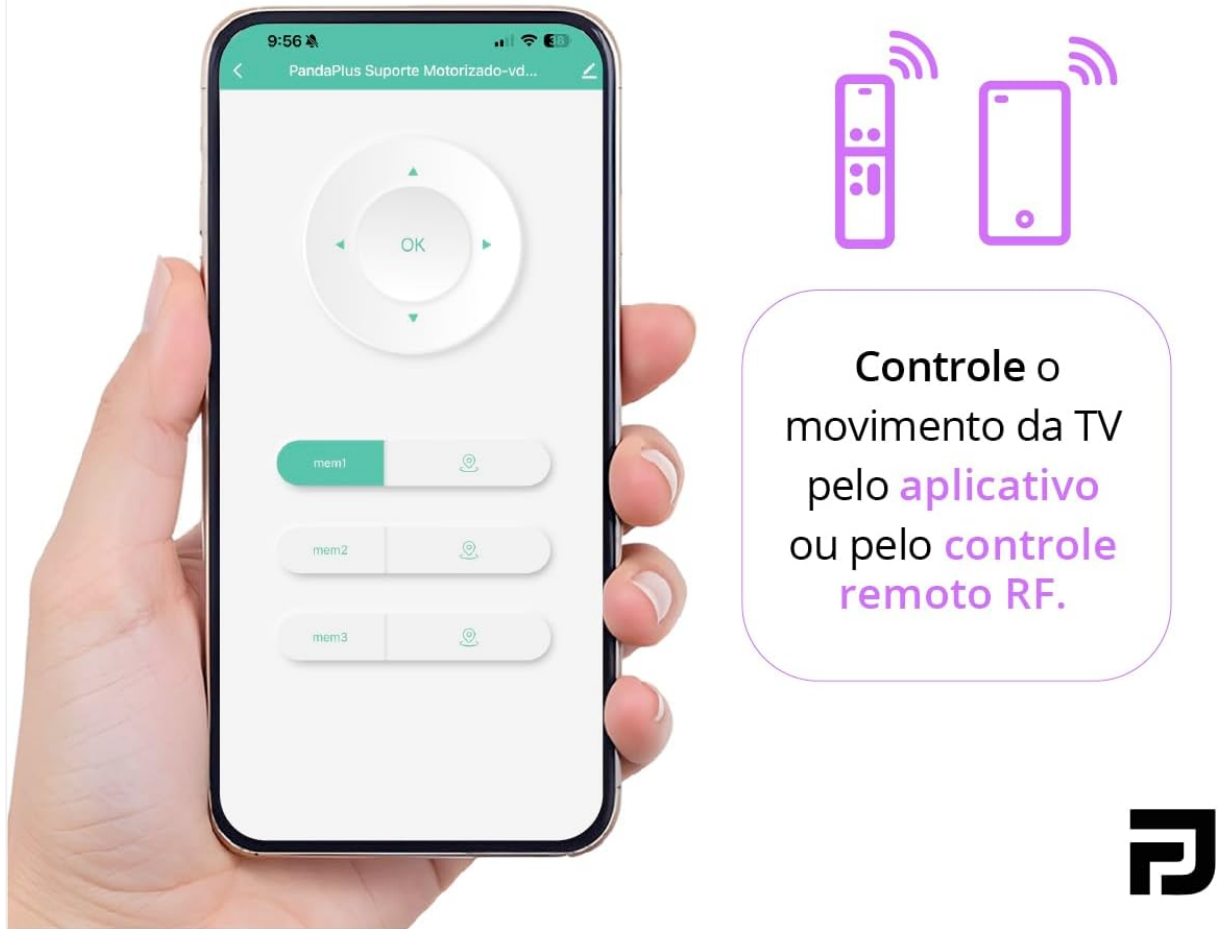 9:56
38
PandaPlus Suporte Motorizado-vd...
OK
mem1
mem2
mem3
Controle o
movimento da TV
pelo aplicativo
ou pelo controle
remoto RF.